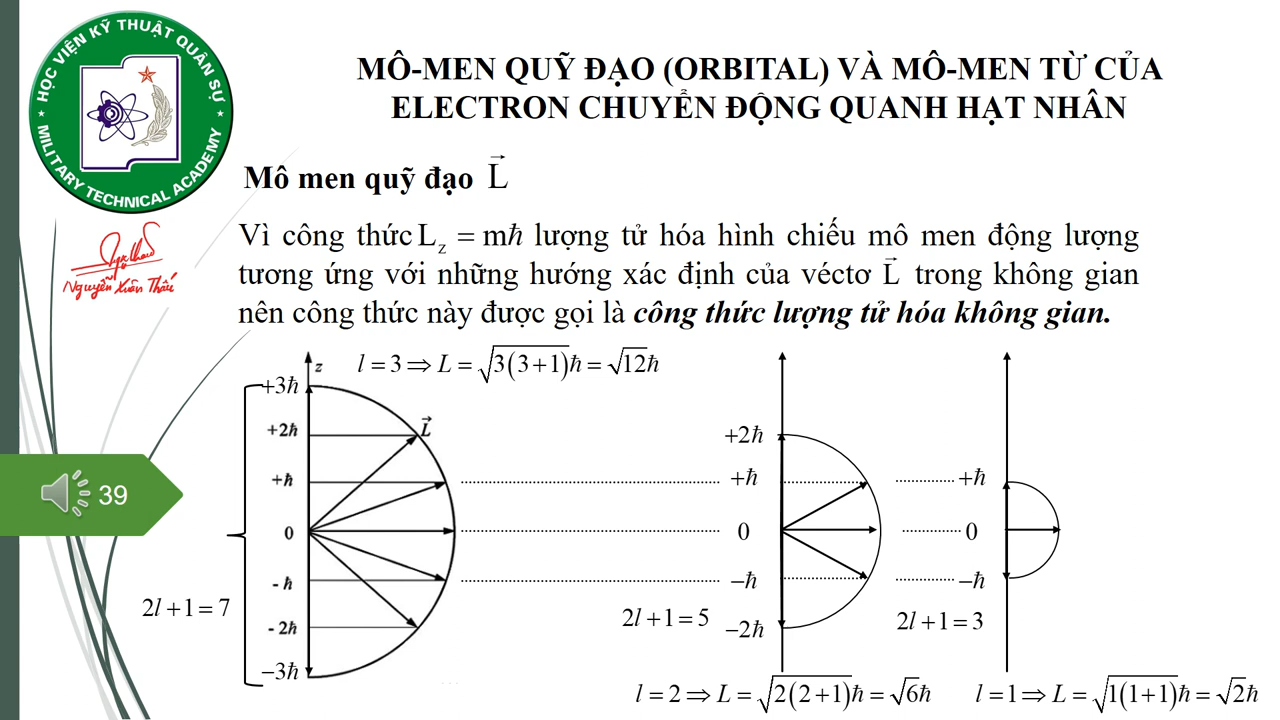 HỌC VIỆN KỸ THUẬT QUÂN SỰ
MILITARY TECHNICAL ACADEMY
Nguyễn Xuân Thấu
MÔ-MEN QUỸ ĐẠO (ORBITAL) VÀ MÔ-MEN TỪ CỦA
ELECTRON CHUYỂN ĐỘNG QUANH HẠT NHÂN
Mô men quỹ đạo L⃗
Vì công thức L_z = mħ lượng tử hóa hình chiếu mô men động lượng
tương ứng với những hướng xác định của véctơ L⃗ trong không gian
nên công thức này được gọi là công thức lượng tử hóa không gian.
l = 3 ⇒ L = √(3(3+1))ħ = √12ħ
z
L⃗
+3ħ
+2ħ
+ħ
0
- ħ
- 2ħ
−3ħ
2l + 1 = 7
39
+2ħ
+ħ
0
−ħ
−2ħ
2l + 1 = 5
+ħ
0
−ħ
2l + 1 = 3
l = 2 ⇒ L = √(2(2+1))ħ = √6ħ
l = 1 ⇒ L = √(1(1+1))ħ = √2ħ